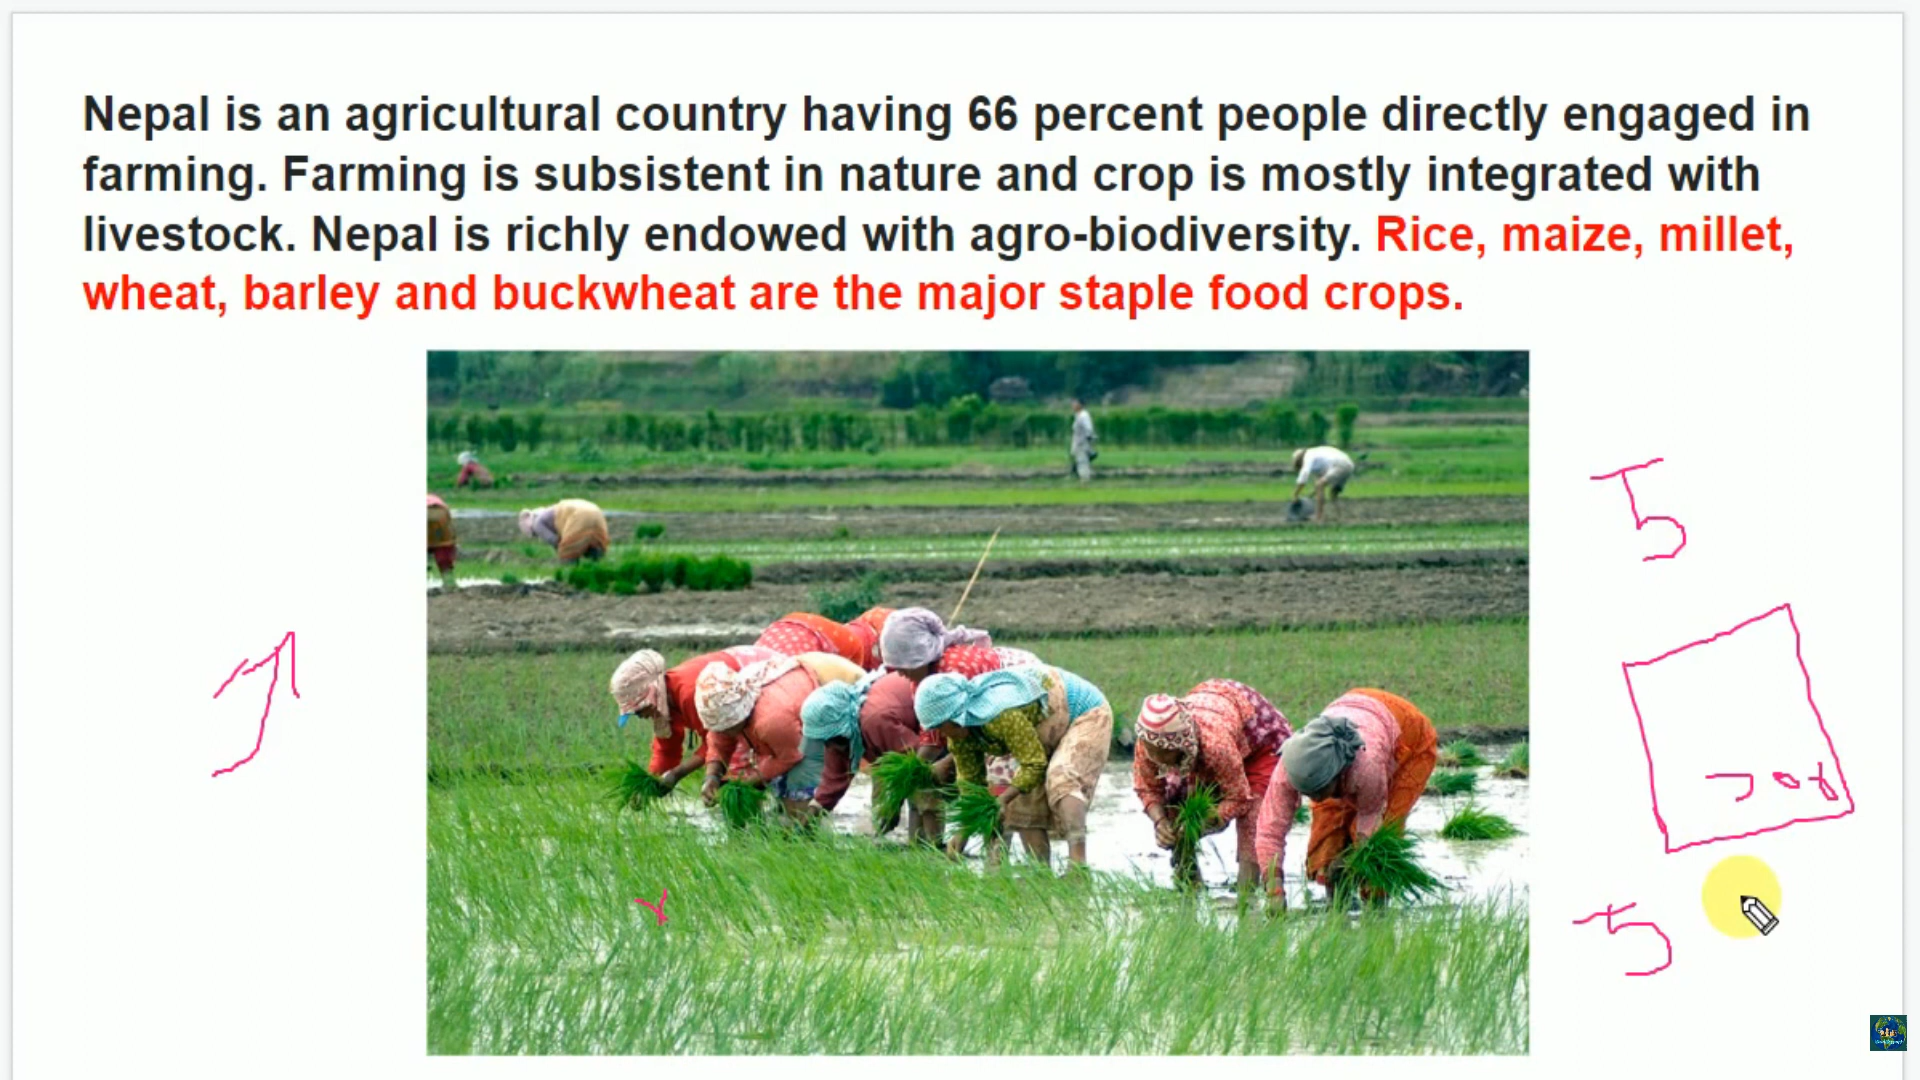 Nepal is an agricultural country having 66 percent people directly engaged in
farming. Farming is subsistent in nature and crop is mostly integrated with
livestock. Nepal is richly endowed with agro-biodiversity. Rice, maize, millet,
wheat, barley and buckwheat are the major staple food crops.